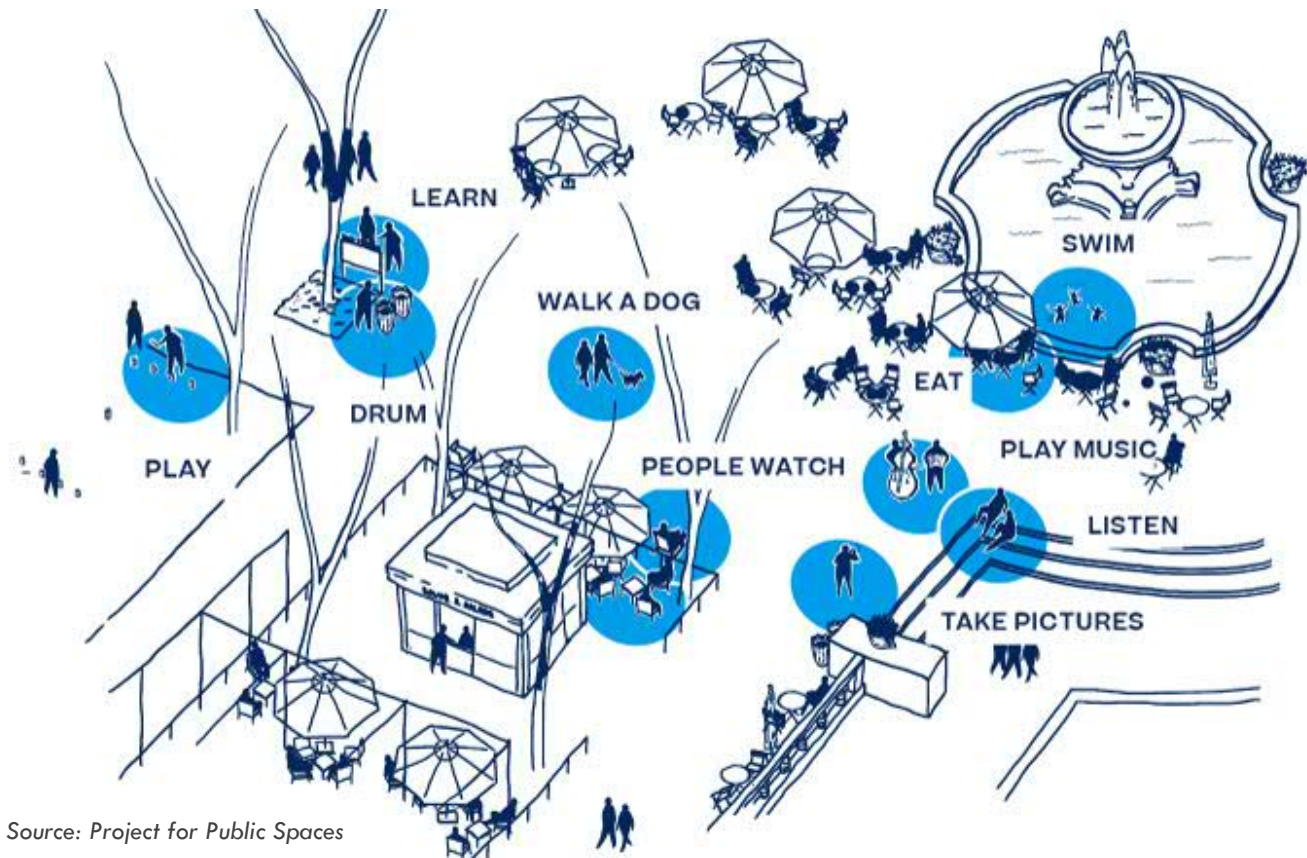 LEARN
SWIM
WALK A DOG
EAT
DRUM
PLAY MUSIC
PEOPLE WATCH
PLAY
LISTEN
TAKE PICTURES
Source: Project for Public Spaces